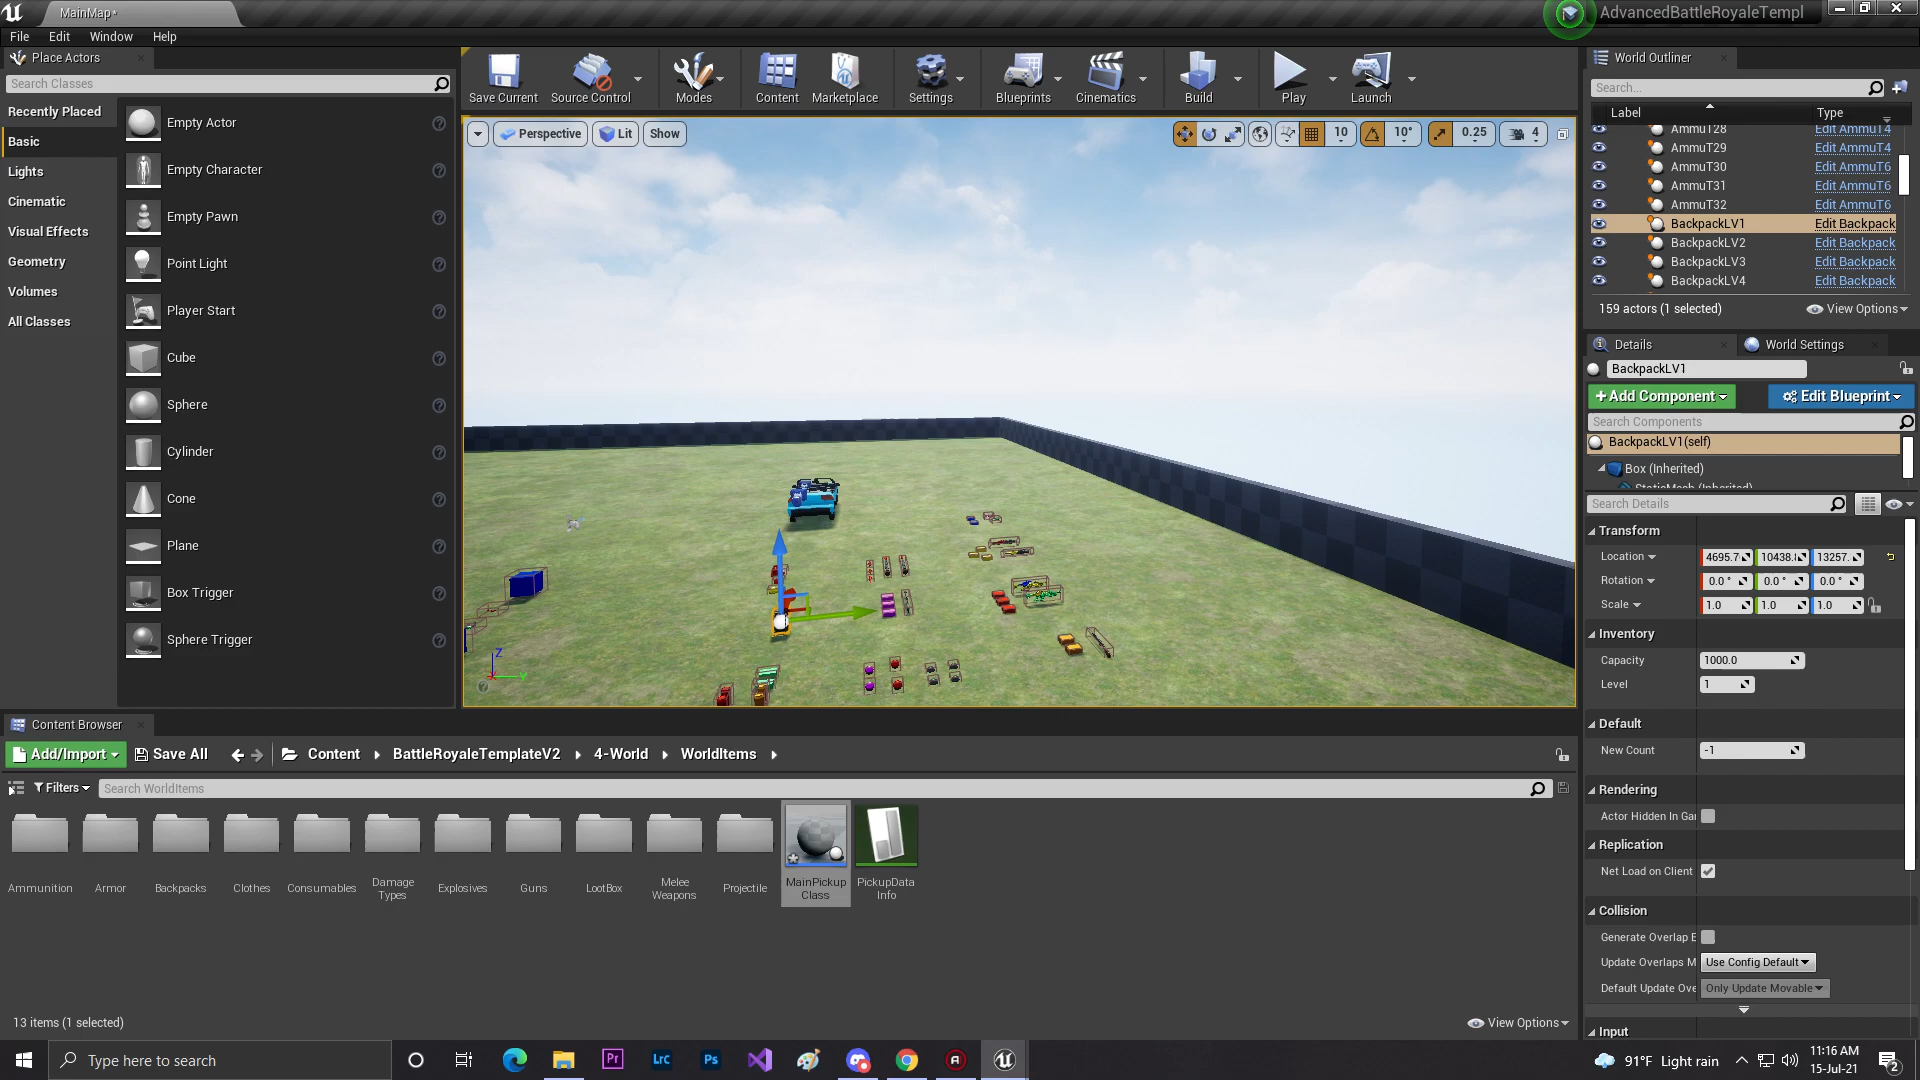 MainMap*
AdvancedBattleRoyaleTempl
File Edit Window Help
Place Actors
Search Classes
Recently Placed
Basic
Lights
Cinematic
Visual Effects
Geometry
Volumes
All Classes
Empty Actor
Empty Character
Empty Pawn
Point Light
Player Start
Cube
Sphere
Cylinder
Cone
Plane
Box Trigger
Sphere Trigger
Save Current Source Control Modes Content Marketplace Settings Blueprints Cinematics Build Play Launch
Perspective Lit Show
10 10° 0.25 4
Z
Y
World Outliner
Search...
Label Type
AmmuT28 Edit AmmuT4
AmmuT29 Edit AmmuT4
AmmuT30 Edit AmmuT6
AmmuT31 Edit AmmuT6
AmmuT32 Edit AmmuT6
BackpackLV1 Edit Backpack
BackpackLV2 Edit Backpack
BackpackLV3 Edit Backpack
BackpackLV4 Edit Backpack
159 actors (1 selected) View Options
Details World Settings
BackpackLV1
+Add Component Edit Blueprint
Search Components
BackpackLV1(self)
Box (Inherited)
StaticMesh (Inherited)
Search Details
Transform
Location 4695.7 10438. 13257.
Rotation 0.0 ° 0.0 ° 0.0 °
Scale 1.0 1.0 1.0
Inventory
Capacity 1000.0
Level 1
Default
New Count -1
Rendering
Actor Hidden In Ga
Replication
Net Load on Client
Collision
Generate Overlap E
Update Overlaps M Use Config Default
Default Update Ove Only Update Movable
Input
Content Browser
Add/Import Save All Content BattleRoyaleTemplateV2 4-World WorldItems
Filters Search WorldItems
Ammunition Armor Backpacks Clothes Consumables Damage Types Explosives Guns LootBox Melee Weapons Projectile MainPickup Class PickupData Info
13 items (1 selected) View Options
Type here to search
Pr Lrc Ps
91°F Light rain
11:16 AM
15-Jul-21
2